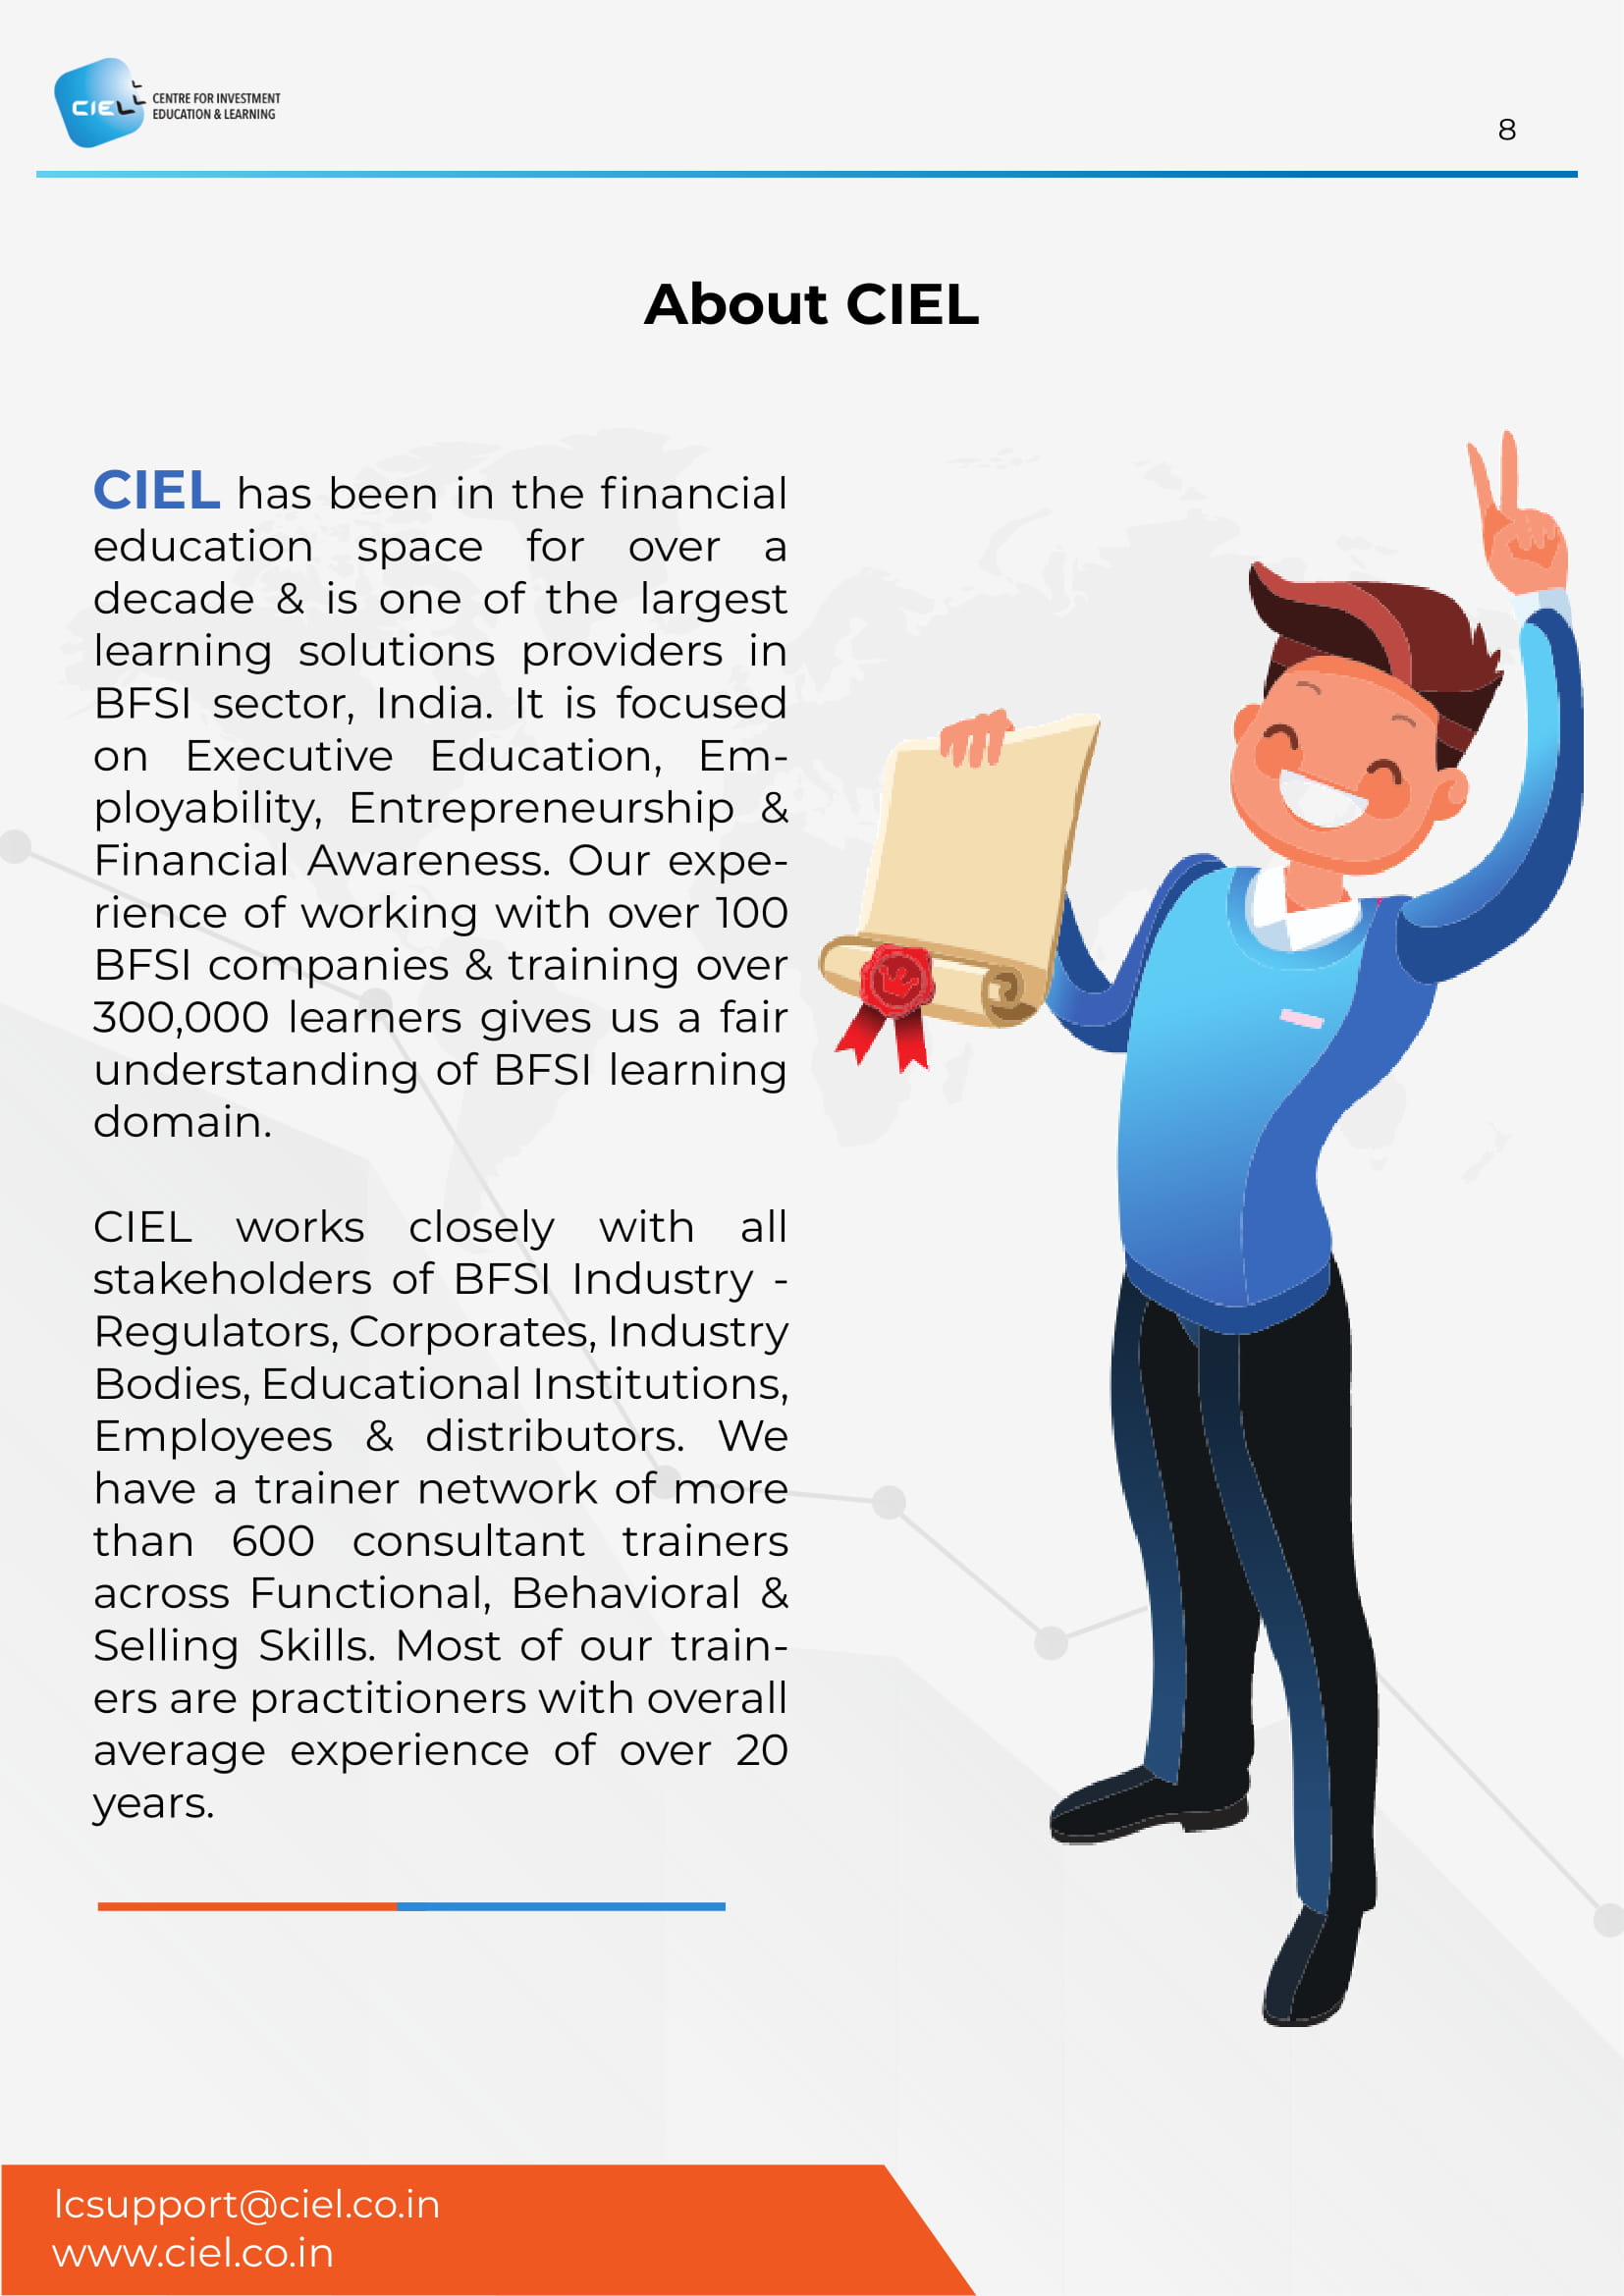 CIEL
CENTRE FOR INVESTMENT
EDUCATION & LEARNING
8
About CIEL
CIEL has been in the financial
education space for over a
decade & is one of the largest
learning solutions providers in
BFSI sector, India. It is focused
on Executive Education, Em-
ployability, Entrepreneurship &
Financial Awareness. Our expe-
rience of working with over 100
BFSI companies & training over
300,000 learners gives us a fair
understanding of BFSI learning
domain.
CIEL works closely with all
stakeholders of BFSI Industry -
Regulators, Corporates, Industry
Bodies, Educational Institutions,
Employees & distributors. We
have a trainer network of more
than 600 consultant trainers
across Functional, Behavioral &
Selling Skills. Most of our train-
ers are practitioners with overall
average experience of over 20
years.
lcsupport@ciel.co.in
www.ciel.co.in